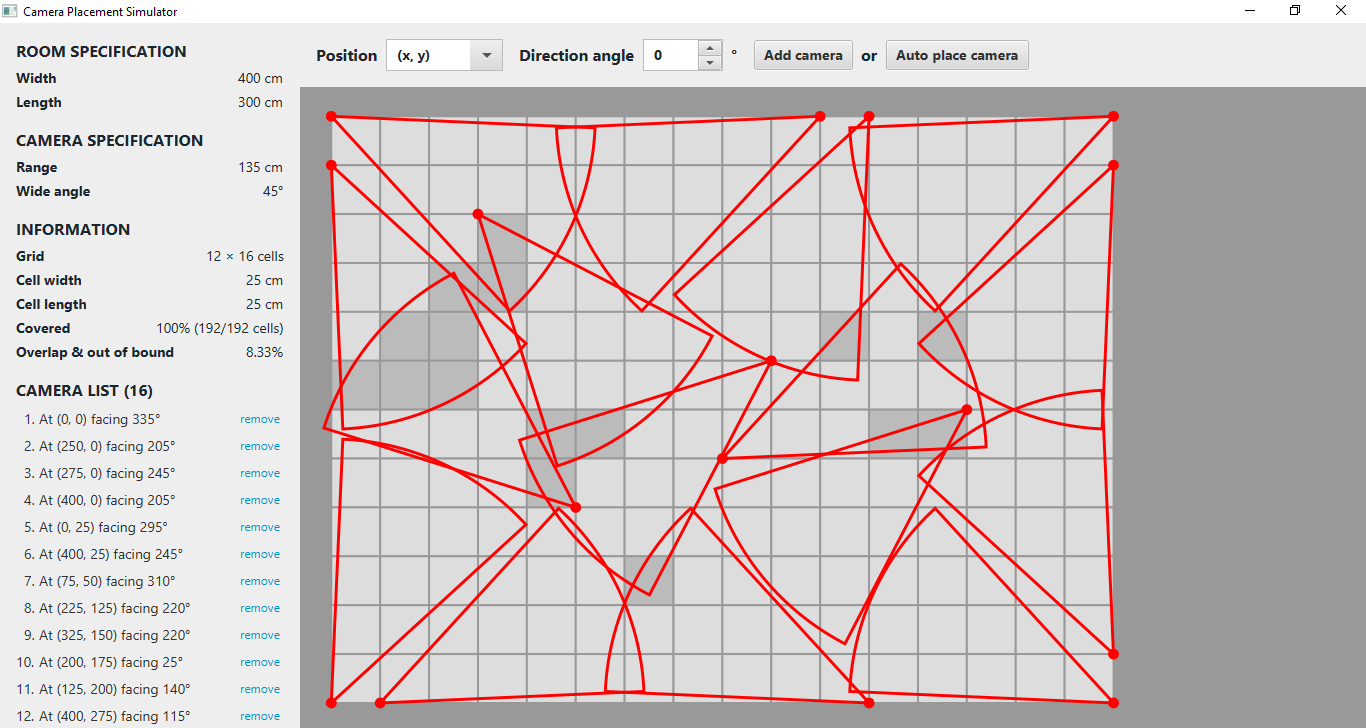 Camera Placement Simulator
Position (x, y) Direction angle 0 ° Add camera or Auto place camera
ROOM SPECIFICATION
Width 400 cm
Length 300 cm
CAMERA SPECIFICATION
Range 135 cm
Wide angle 45°
INFORMATION
Grid 12 × 16 cells
Cell width 25 cm
Cell length 25 cm
Covered 100% (192/192 cells)
Overlap & out of bound 8.33%
CAMERA LIST (16)
1. At (0, 0) facing 335° remove
2. At (250, 0) facing 205° remove
3. At (275, 0) facing 245° remove
4. At (400, 0) facing 205° remove
5. At (0, 25) facing 295° remove
6. At (400, 25) facing 245° remove
7. At (75, 50) facing 310° remove
8. At (225, 125) facing 220° remove
9. At (325, 150) facing 220° remove
10. At (200, 175) facing 25° remove
11. At (125, 200) facing 140° remove
12. At (400, 275) facing 115° remove